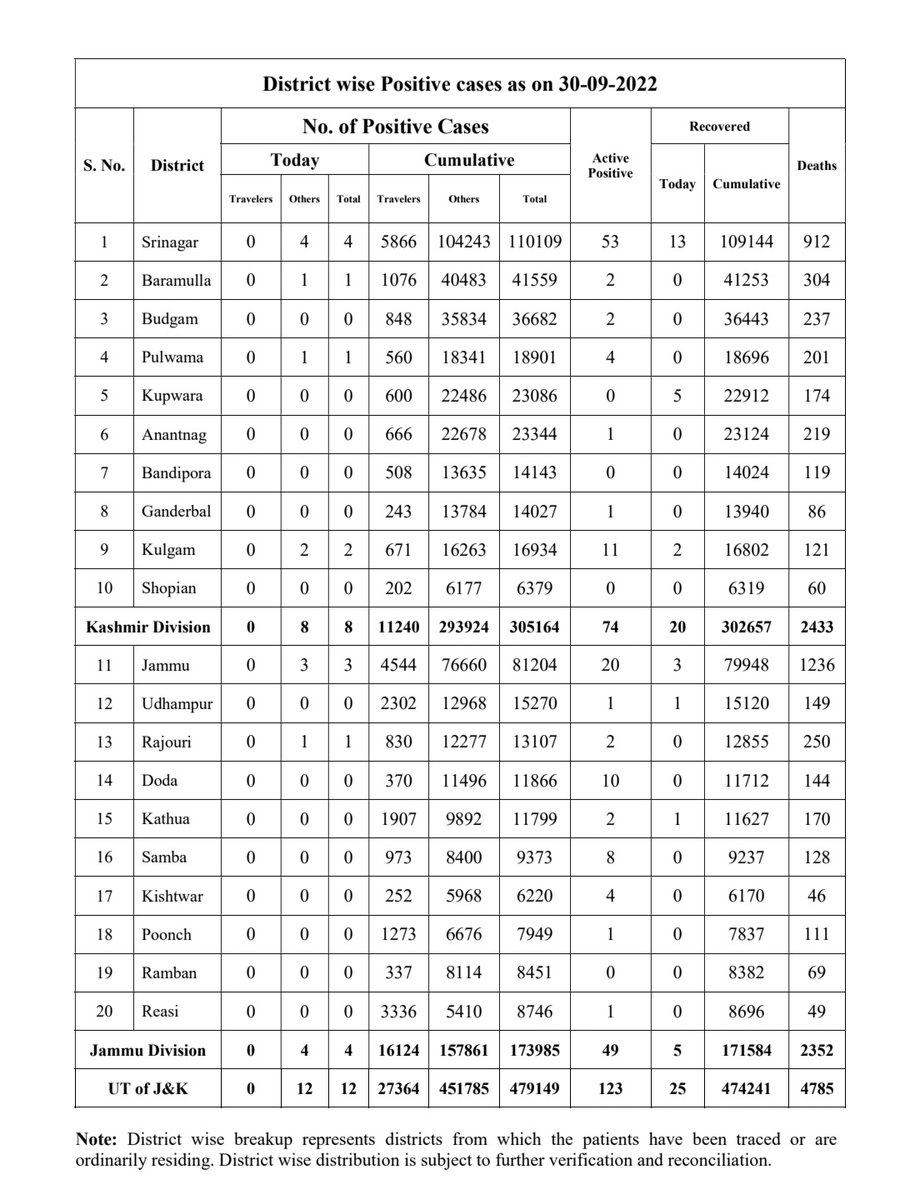 District wise Positive cases as on 30-09-2022
S. No. District No. of Positive Cases Active Positive Recovered Deaths
Today Cumulative Today Cumulative
Travelers Others Total Travelers Others Total
1 Srinagar 0 4 4 5866 104243 110109 53 13 109144 912
2 Baramulla 0 1 1 1076 40483 41559 2 0 41253 304
3 Budgam 0 0 0 848 35834 36682 2 0 36443 237
4 Pulwama 0 1 1 560 18341 18901 4 0 18696 201
5 Kupwara 0 0 0 600 22486 23086 0 5 22912 174
6 Anantnag 0 0 0 666 22678 23344 1 0 23124 219
7 Bandipora 0 0 0 508 13635 14143 0 0 14024 119
8 Ganderbal 0 0 0 243 13784 14027 1 0 13940 86
9 Kulgam 0 2 2 671 16263 16934 11 2 16802 121
10 Shopian 0 0 0 202 6177 6379 0 0 6319 60
Kashmir Division 0 8 8 11240 293924 305164 74 20 302657 2433
11 Jammu 0 3 3 4544 76660 81204 20 3 79948 1236
12 Udhampur 0 0 0 2302 12968 15270 1 1 15120 149
13 Rajouri 0 1 1 830 12277 13107 2 0 12855 250
14 Doda 0 0 0 370 11496 11866 10 0 11712 144
15 Kathua 0 0 0 1907 9892 11799 2 1 11627 170
16 Samba 0 0 0 973 8400 9373 8 0 9237 128
17 Kishtwar 0 0 0 252 5968 6220 4 0 6170 46
18 Poonch 0 0 0 1273 6676 7949 1 0 7837 111
19 Ramban 0 0 0 337 8114 8451 0 0 8382 69
20 Reasi 0 0 0 3336 5410 8746 1 0 8696 49
Jammu Division 0 4 4 16124 157861 173985 49 5 171584 2352
UT of J&K 0 12 12 27364 451785 479149 123 25 474241 4785
Note: District wise breakup represents districts from which the patients have been traced or are
ordinarily residing. District wise distribution is subject to further verification and reconciliation.